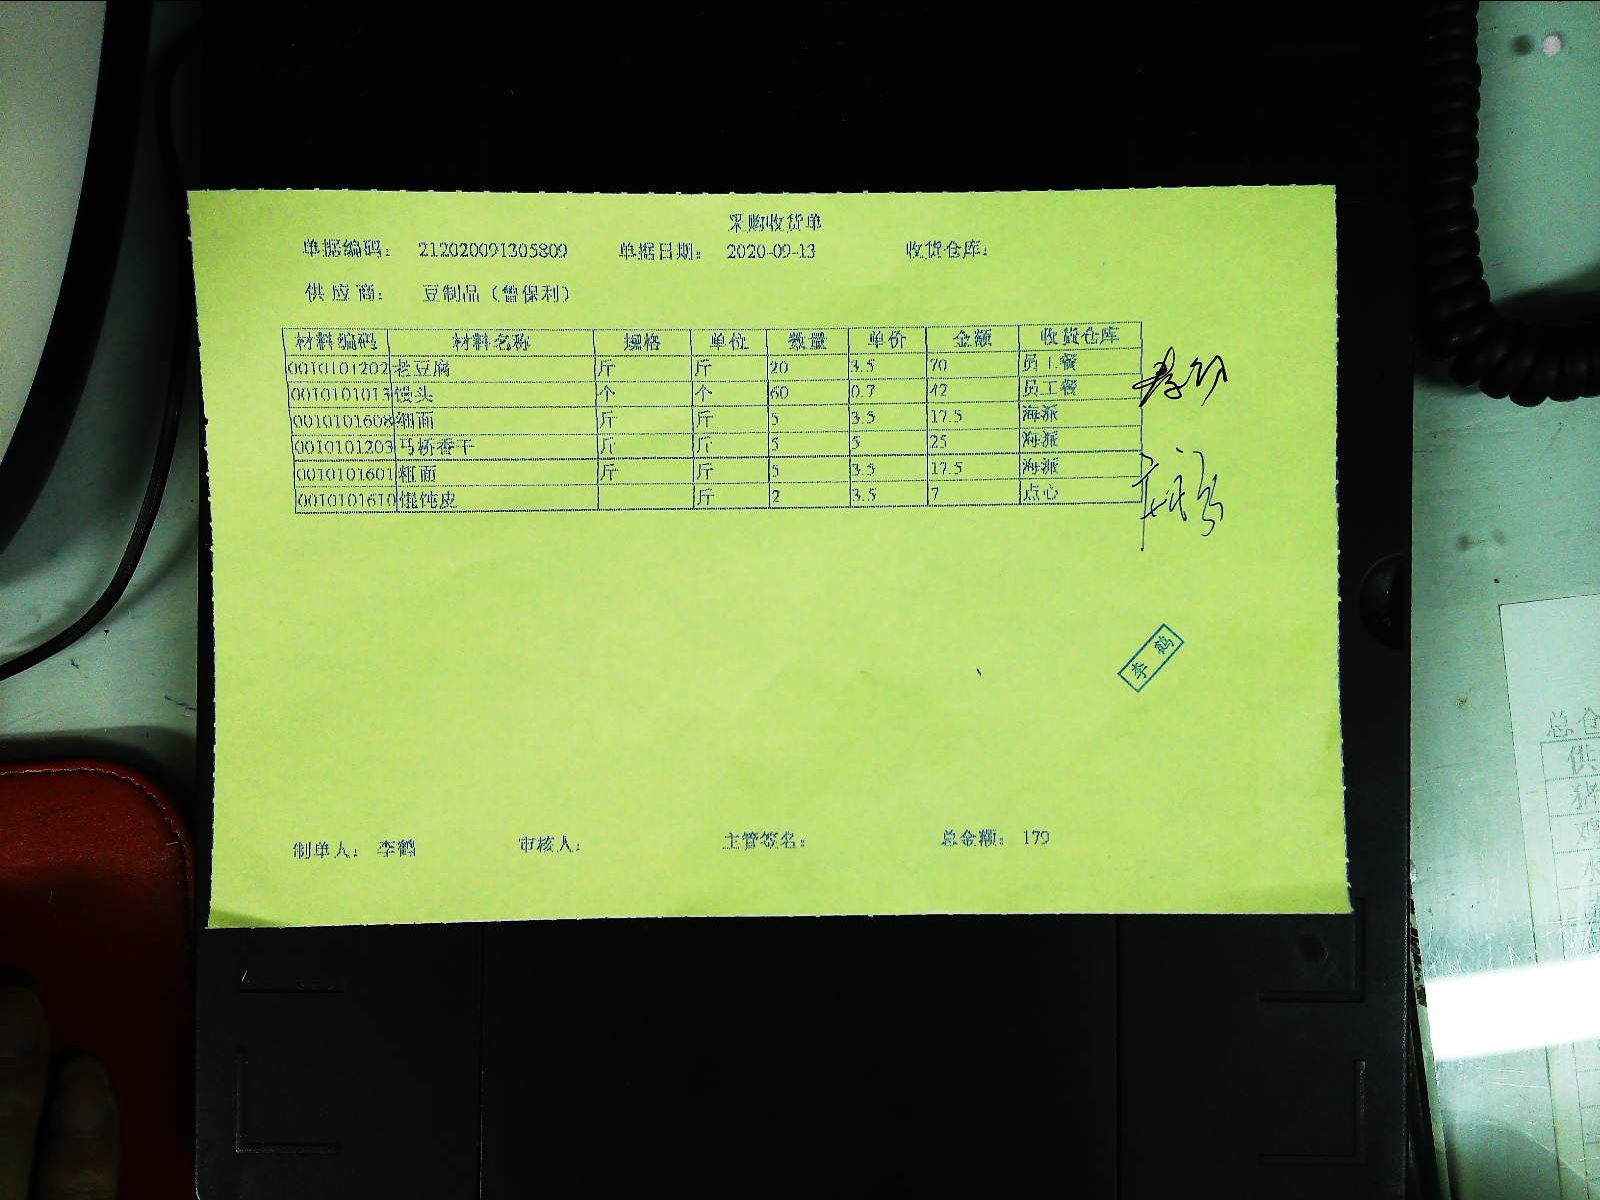 采购收货单
单据编码： 212020091305809 单据日期： 2020-09-13 收货仓库：
供应商： 豆制品（曾保利）
材料编码 材料名称 规格 单位 数量 单价 金额 收货仓库
0010101202 老豆腐 斤 斤 20 3.5 70 员工餐
0010101013 馒头 个 个 60 0.7 42 员工餐
0010101608 细面 斤 斤 5 3.5 17.5 海派
0010101203 马桥香干 斤 斤 5 5 25 海派
0010101601 粗面 斤 斤 5 3.5 17.5 海派
0010101610 馄饨皮 斤 2 3.5 7 点心
李鹤
制单人： 李鹤 审核人： 主管签名： 总金额： 179
总仓
供